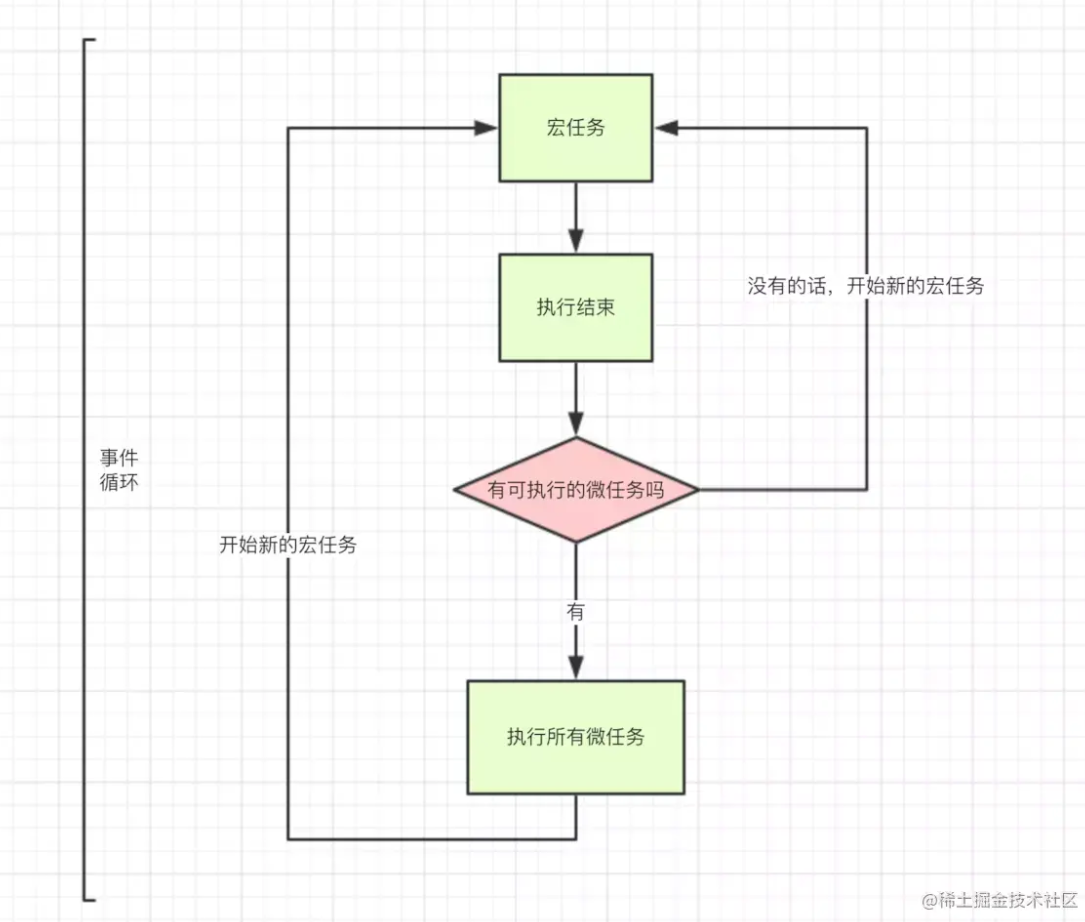 宏任务
执行结束
没有的话，开始新的宏任务
事件
循环
有可执行的微任务吗
开始新的宏任务
有
执行所有微任务
@稀土掘金技术社区